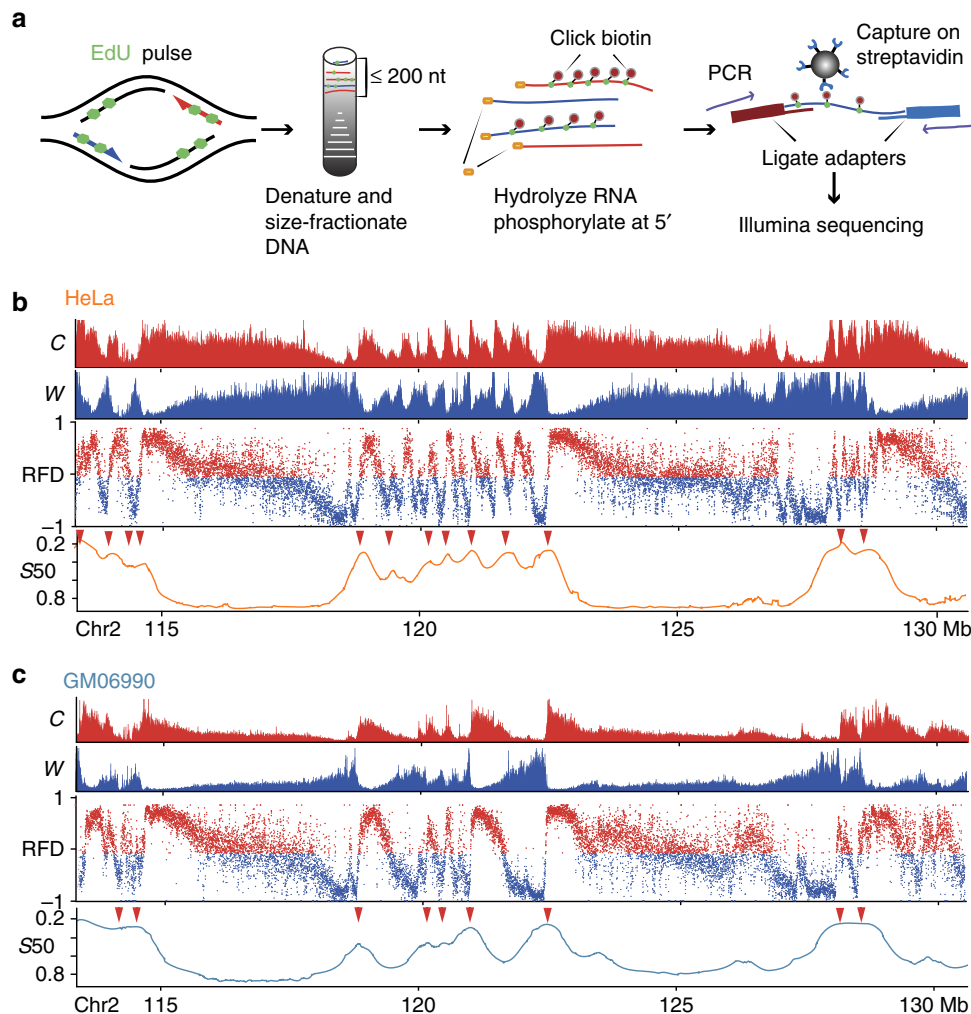 a
EdU pulse
≤ 200 nt
Denature and
size-fractionate
DNA
Click biotin
Hydrolyze RNA
phosphorylate at 5′
PCR
Capture on
streptavidin
Ligate adapters
Illumina sequencing
b
HeLa
C
W
1
RFD
−1
0.2
S50
0.8
Chr2 115 120 125 130 Mb
c
GM06990
C
W
1
RFD
−1
0.2
S50
0.8
Chr2 115 120 125 130 Mb